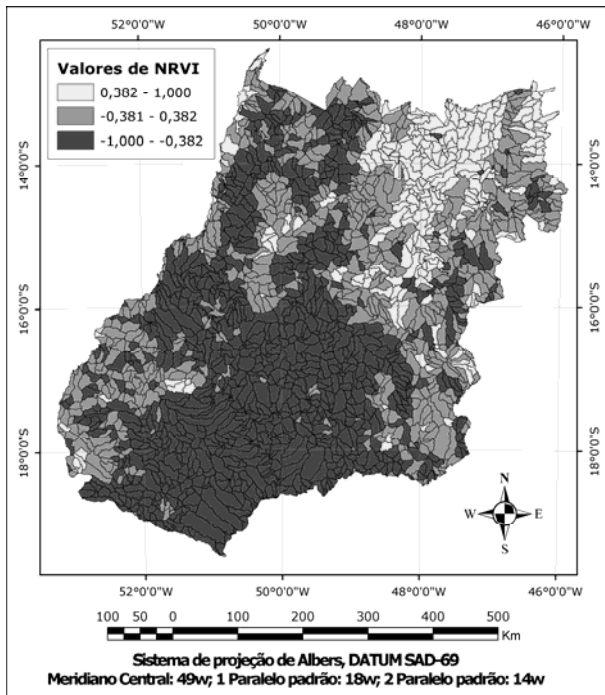 52°0'0"W 50°0'0"W 48°0'0"W 46°0'0"W
Valores de NRVI
0,382 - 1,000
-0,381 - 0,382
-1,000 - -0,382
14°0'0"S 14°0'0"S
16°0'0"S 16°0'0"S
18°0'0"S 18°0'0"S
N
W E
S
52°0'0"W 50°0'0"W 48°0'0"W 46°0'0"W
100 50 0 100 200 300 400 500
Km
Sistema de projeção de Albers, DATUM SAD-69
Meridiano Central: 49w; 1 Paralelo padrão: 18w; 2 Paralelo padrão: 14w